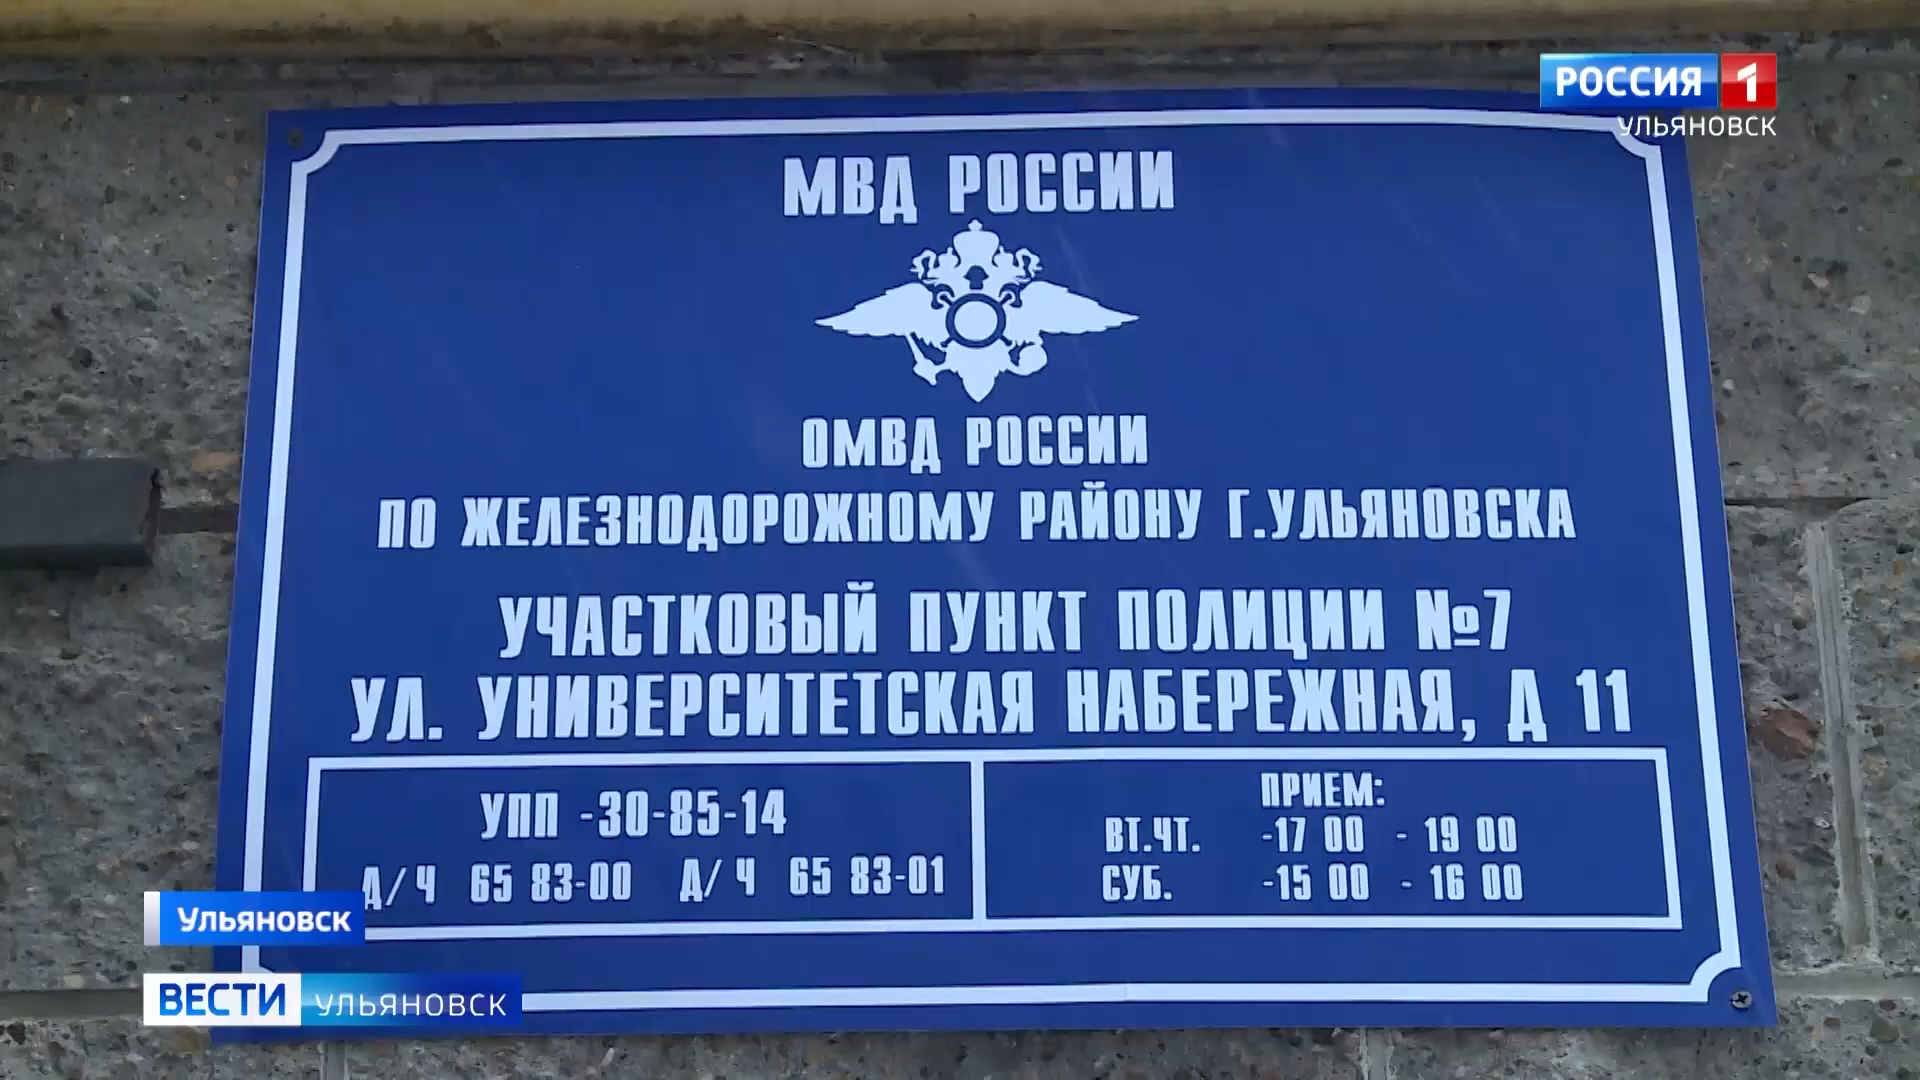 РОССИЯ 1
УЛЬЯНОВСК
МВД РОССИИ
ОМВД РОССИИ
ПО ЖЕЛЕЗНОДОРОЖНОМУ РАЙОНУ Г.УЛЬЯНОВСКА
УЧАСТКОВЫЙ ПУНКТ ПОЛИЦИИ №7
УЛ. УНИВЕРСИТЕТСКАЯ НАБЕРЕЖНАЯ, Д 11
УПП -30-85-14
Д/Ч 65 83-00 Д/Ч 65 83-01
ПРИЕМ:
ВТ.ЧТ. -17 00 - 19 00
СУБ. -15 00 - 16 00
Ульяновск
ВЕСТИ УЛЬЯНОВСК